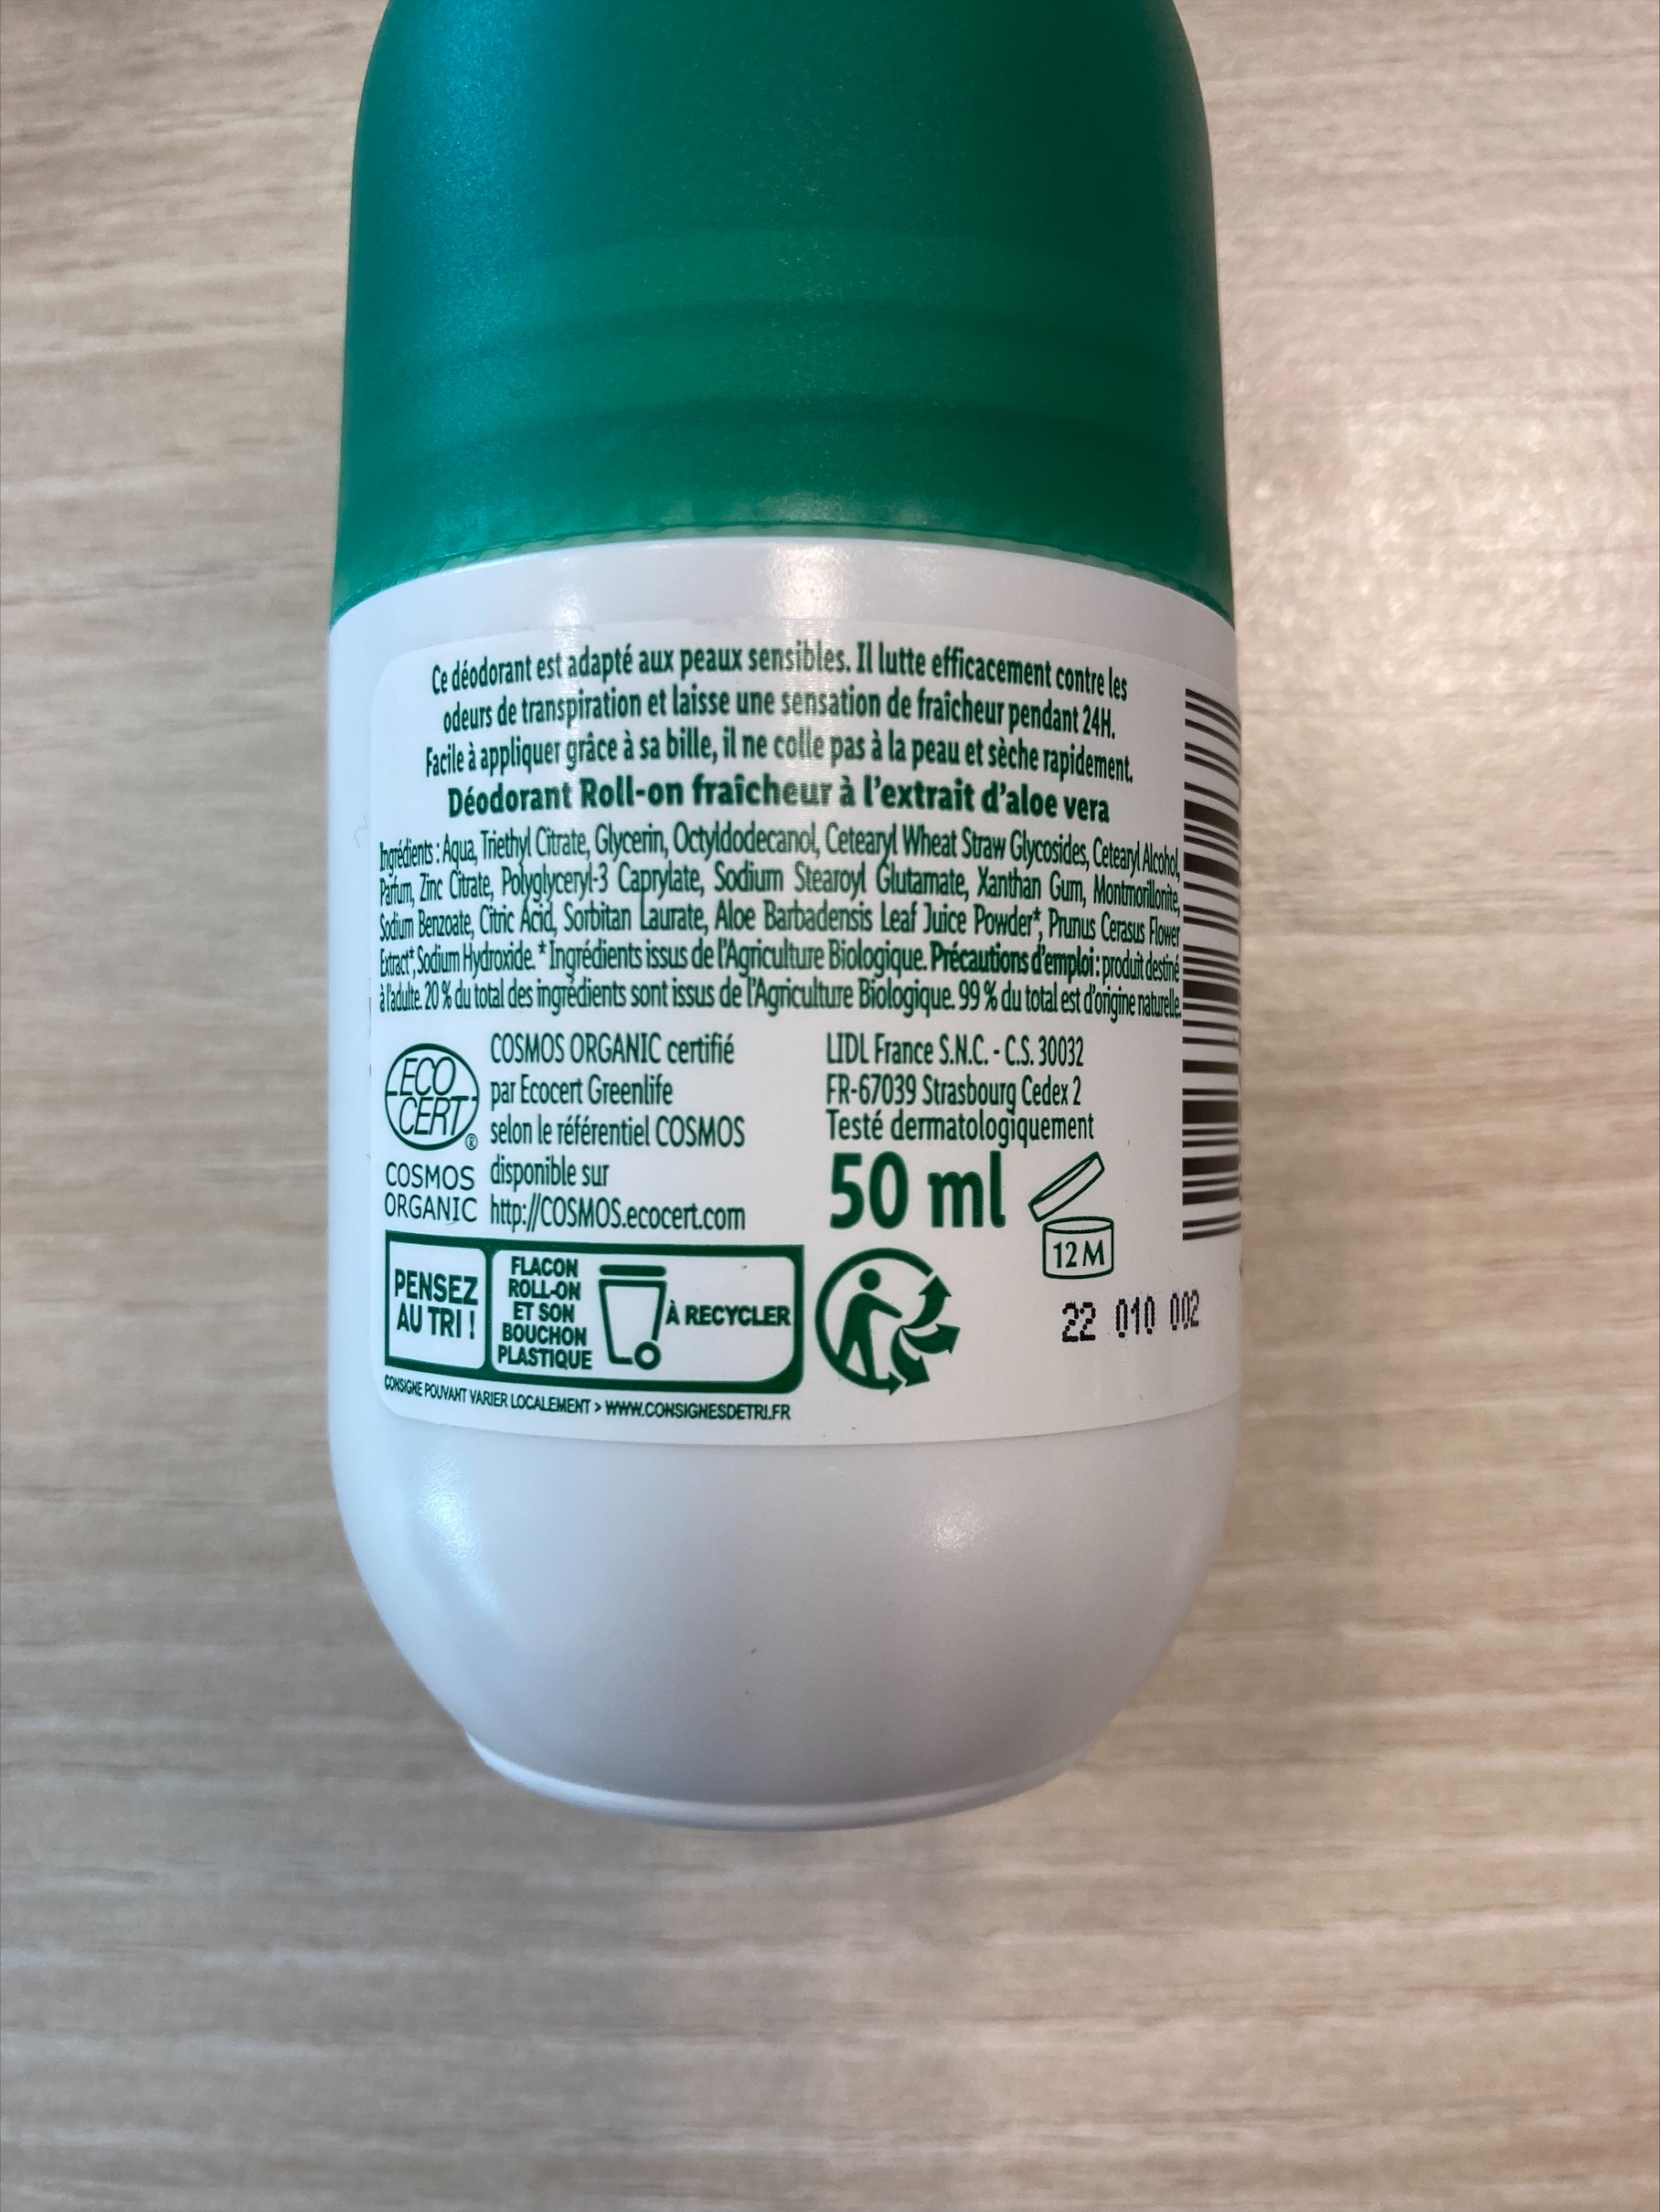 Ce déodorant est adapté aux peaux sensibles. Il lutte efficacement contre les
odeurs de transpiration et laisse une sensation de fraîcheur pendant 24H.
Facile à appliquer grâce à sa bille, il ne colle pas à la peau et sèche rapidement.
Déodorant Roll-on fraîcheur à l'extrait d'aloe vera
Ingrédients : Aqua, Triethyl Citrate, Glycerin, Octyldodecanol, Cetearyl Wheat Straw Glycosides, Cetearyl Alcohol,
Parfum, Zinc Citrate, Polyglyceryl-3 Caprylate, Sodium Stearoyl Glutamate, Xanthan Gum, Montmorillonite,
Sodium Benzoate, Citric Acid, Sorbitan Laurate, Aloe Barbadensis Leaf Juice Powder*, Prunus Cerasus Flower
Extract*, Sodium Hydroxide. * Ingrédients issus de l'Agriculture Biologique. Précautions d'emploi : produit destiné
à l'adulte. 20 % du total des ingrédients sont issus de l'Agriculture Biologique. 99 % du total est d'origine naturelle.
ECO
CERT®
COSMOS
ORGANIC
COSMOS ORGANIC certifié
par Ecocert Greenlife
selon le référentiel COSMOS
disponible sur
http://COSMOS.ecocert.com
LIDL France S.N.C. - C.S. 30032
FR-67039 Strasbourg Cedex 2
Testé dermatologiquement
50 ml
12 M
PENSEZ
AU TRI !
FLACON
ROLL-ON
ET SON
BOUCHON
PLASTIQUE
À RECYCLER
CONSIGNE POUVANT VARIER LOCALEMENT > WWW.CONSIGNESDETRI.FR
22 010 002